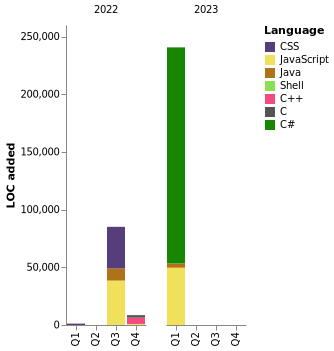 2022 2023
Language
CSS
JavaScript
Java
Shell
C++
C
C#
LOC added
250,000
200,000
150,000
100,000
50,000
0
Q1 Q2 Q3 Q4 Q1 Q2 Q3 Q4